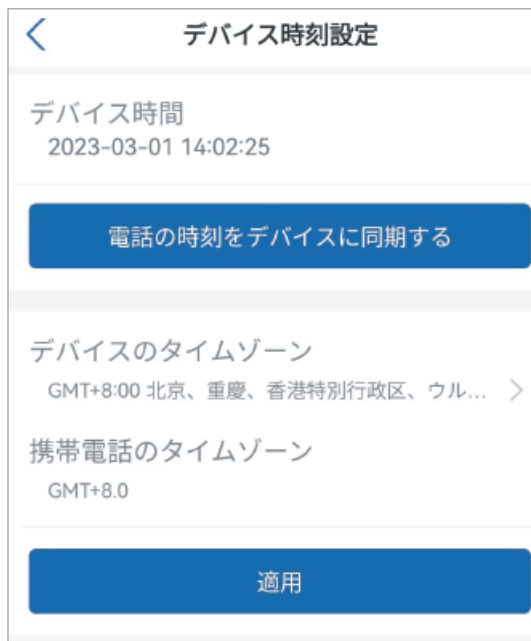 デバイス時刻設定
デバイス時間
2023-03-01 14:02:25
電話の時刻をデバイスに同期する
デバイスのタイムゾーン
GMT+8:00 北京、重慶、香港特別行政区、ウル...
携帯電話のタイムゾーン
GMT+8.0
適用